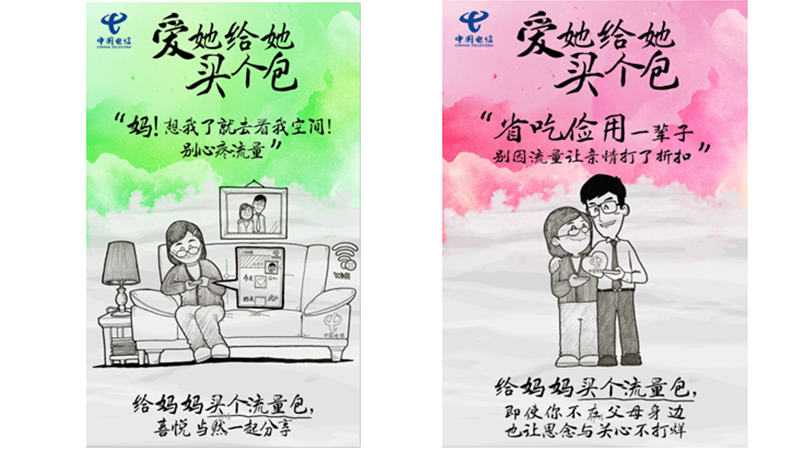 中国电信
CHINA TELECOM
爱她给她
买个包
“妈!想我了就去看我空间!
别心疼流量”
给妈妈买个流量包,
喜悦当然一起分享
中国电信
CHINA TELECOM
爱她给她
买个包
“省吃俭用一辈子
别因流量让亲情打了折扣”
给妈妈买个流量包,
即使你不在父母身边
也让思念与关心不打烊